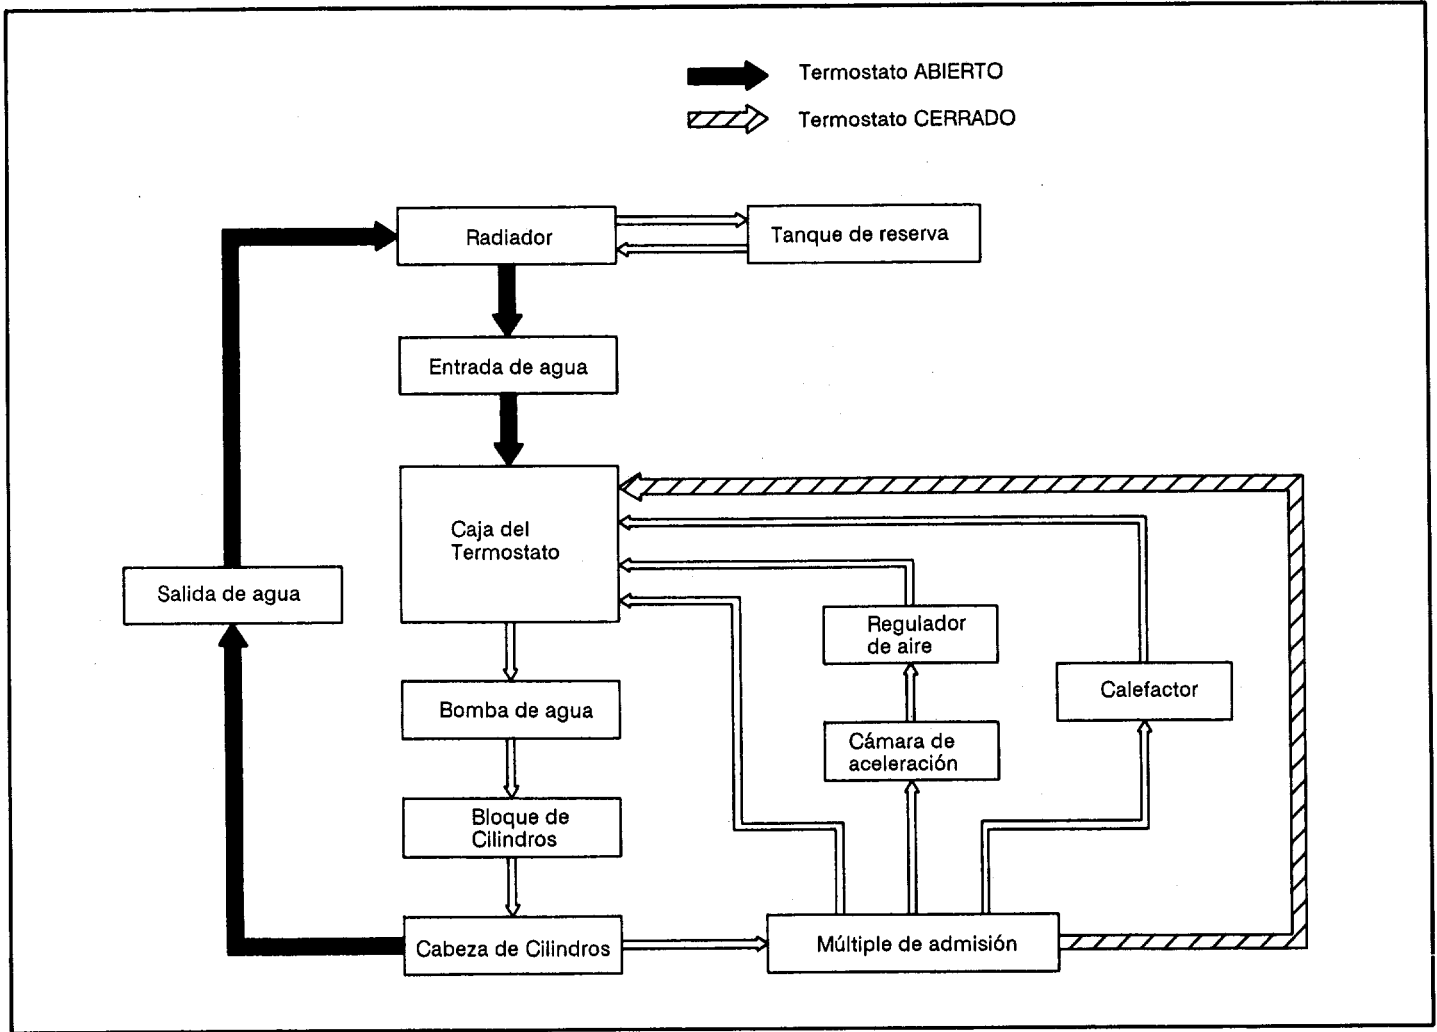 Termostato ABIERTO
Termostato CERRADO
Radiador
Tanque de reserva
Entrada de agua
Caja del
Termostato
Salida de agua
Regulador
de aire
Calefactor
Bomba de agua
Cámara de
aceleración
Bloque de
Cilindros
Cabeza de Cilindros
Múltiple de admisión